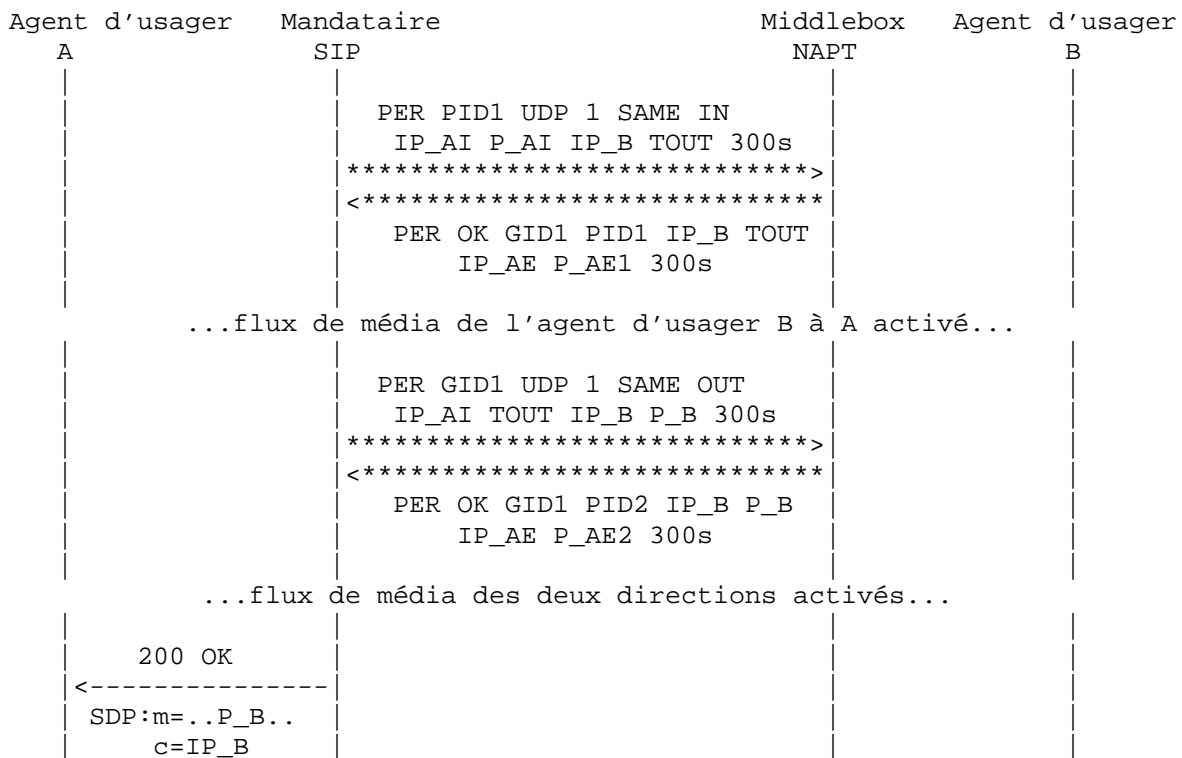 Agent d'usager Mandataire Middlebox Agent d'usager
A SIP NAPT B
PER PID1 UDP 1 SAME IN
IP_AI P_AI IP_B TOUT 300s
******************************>
<******************************
PER OK GID1 PID1 IP_B TOUT
IP_AE P_AE1 300s
...flux de média de l'agent d'usager B à A activé...
PER GID1 UDP 1 SAME OUT
IP_AI TOUT IP_B P_B 300s
******************************>
<******************************
PER OK GID1 PID2 IP_B P_B
IP_AE P_AE2 300s
...flux de média des deux directions activés...
200 OK
<---------------
SDP:m=..P_B..
c=IP_B